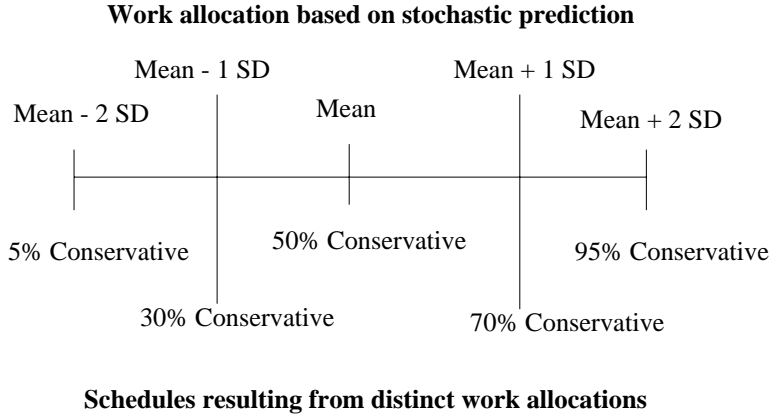 Work allocation based on stochastic prediction
Mean - 1 SD
Mean + 1 SD
Mean - 2 SD
Mean
Mean + 2 SD
5% Conservative
50% Conservative
95% Conservative
30% Conservative
70% Conservative
Schedules resulting from distinct work allocations